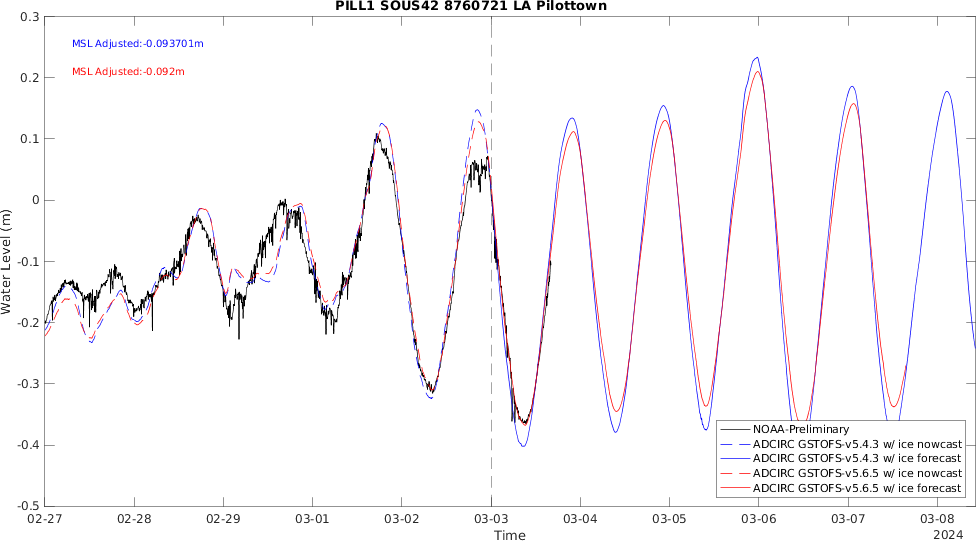 PILL1 SOUS42 8760721 LA Pilottown
MSL Adjusted:-0.093701m
MSL Adjusted:-0.092m
Water Level (m)
0.3
0.2
0.1
0
-0.1
-0.2
-0.3
-0.4
-0.5
NOAA-Preliminary
ADCIRC GSTOFS-v5.4.3 w/ ice nowcast
ADCIRC GSTOFS-v5.4.3 w/ ice forecast
ADCIRC GSTOFS-v5.6.5 w/ ice nowcast
ADCIRC GSTOFS-v5.6.5 w/ ice forecast
02-27 02-28 02-29 03-01 03-02 03-03 03-04 03-05 03-06 03-07 03-08
Time
2024